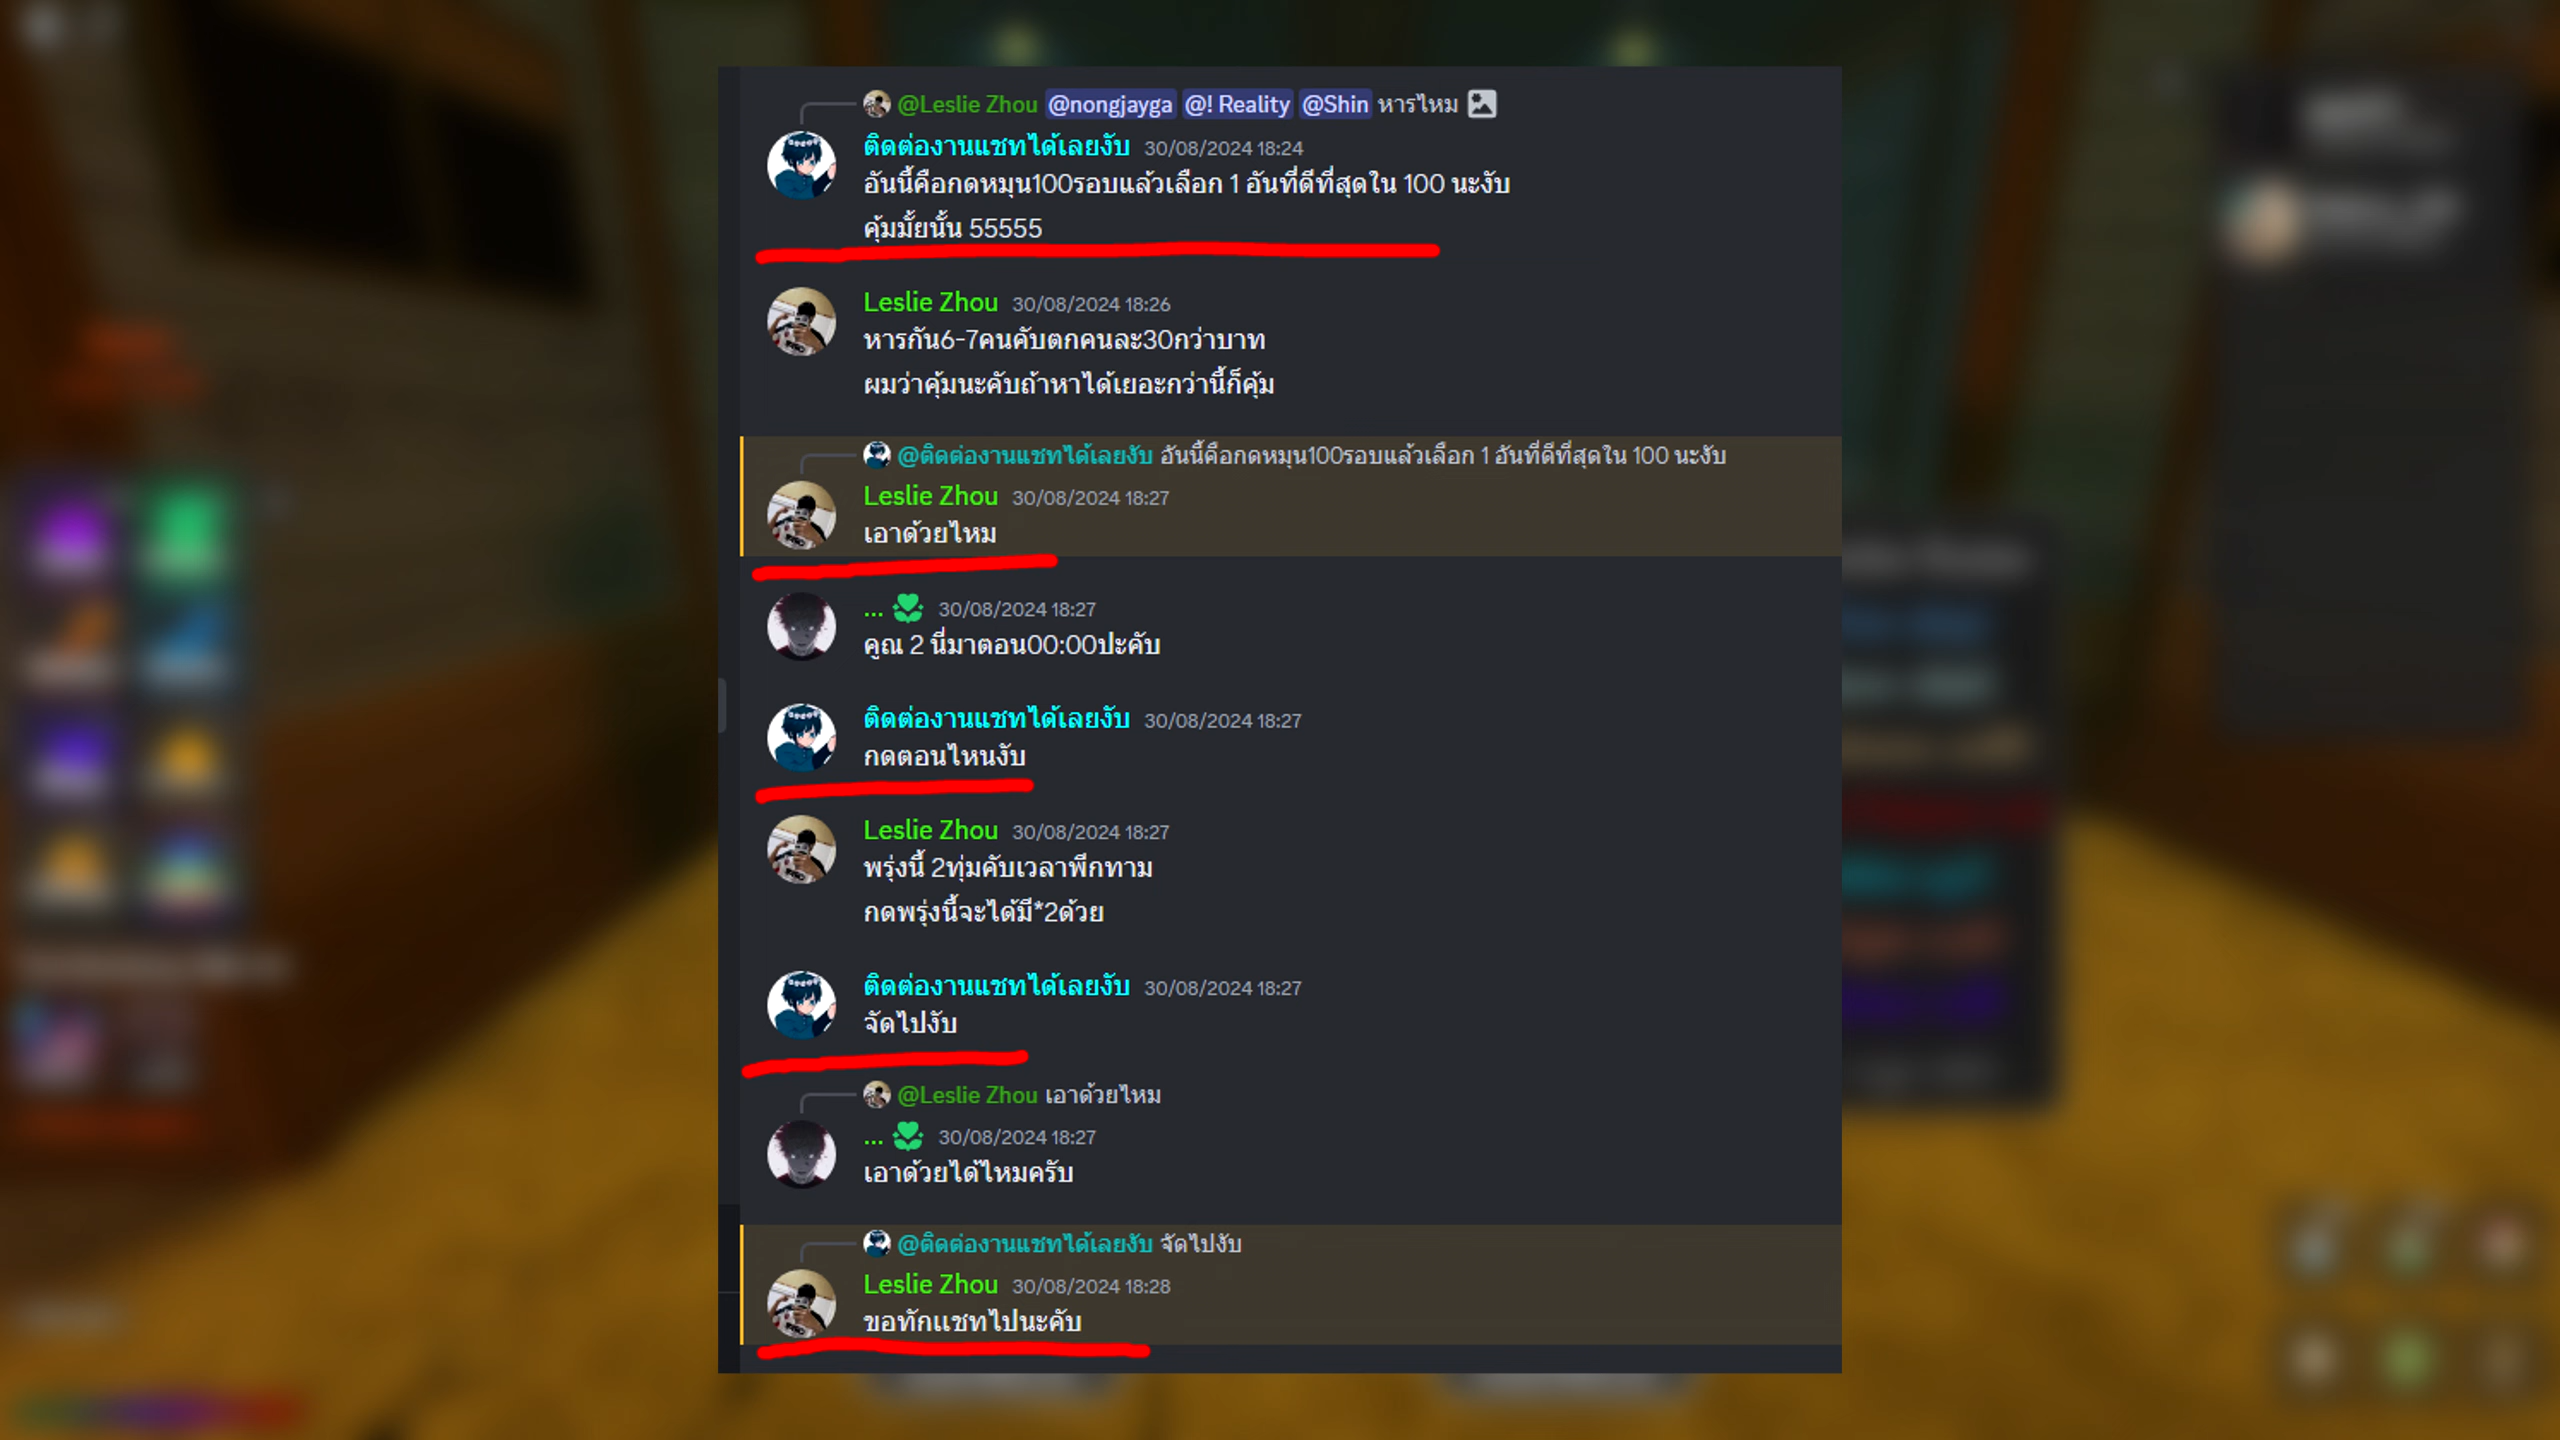 @Leslie Zhou @nongjayga @! Reality @Shin หารไหม
ติดต่องานแชทได้เลยงับ 30/08/2024 18:24
อันนี้คือกดหมุน100รอบแล้วเลือก 1 อันที่ดีที่สุดใน 100 นะงับ
คุ้มมั้ยนั้น 55555
Leslie Zhou 30/08/2024 18:26
หารกัน6-7คนคับตกคนละ30กว่าบาท
ผมว่าคุ้มนะคับถ้าหาได้เยอะกว่านี้ก็คุ้ม
@ติดต่องานแชทได้เลยงับ อันนี้คือกดหมุน100รอบแล้วเลือก 1 อันที่ดีที่สุดใน 100 นะงับ
Leslie Zhou 30/08/2024 18:27
เอาด้วยไหม
... 30/08/2024 18:27
คูณ 2 นี่มาตอน00:00ปะคับ
ติดต่องานแชทได้เลยงับ 30/08/2024 18:27
กดตอนไหนงับ
Leslie Zhou 30/08/2024 18:27
พรุ่งนี้ 2ทุ่มคับเวลาพึกทาม
กดพรุ่งนี้จะได้มี*2ด้วย
ติดต่องานแชทได้เลยงับ 30/08/2024 18:27
จัดไปงับ
@Leslie Zhou เอาด้วยไหม
... 30/08/2024 18:27
เอาด้วยได้ไหมครับ
@ติดต่องานแชทได้เลยงับ จัดไปงับ
Leslie Zhou 30/08/2024 18:28
ขอทักแชทไปนะคับ